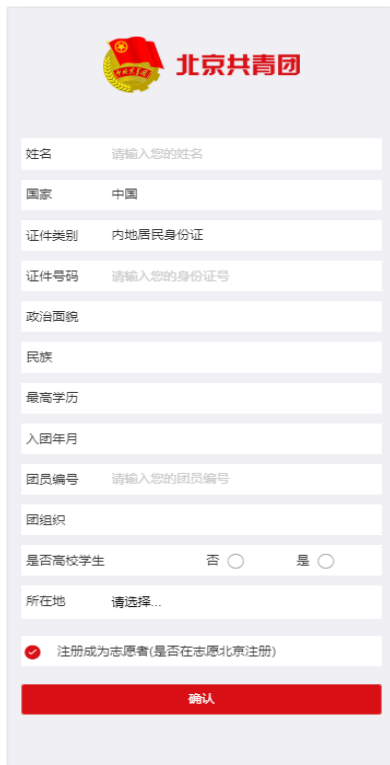 北京共青团
姓名 请输入您的姓名
国家 中国
证件类别 内地居民身份证
证件号码 请输入您的身份证号
政治面貌
民族
最高学历
入团年月
团员编号 请输入您的团员编号
团组织
是否高校学生 否 是
所在地 请选择...
注册成为志愿者(是否在志愿北京注册)
确认